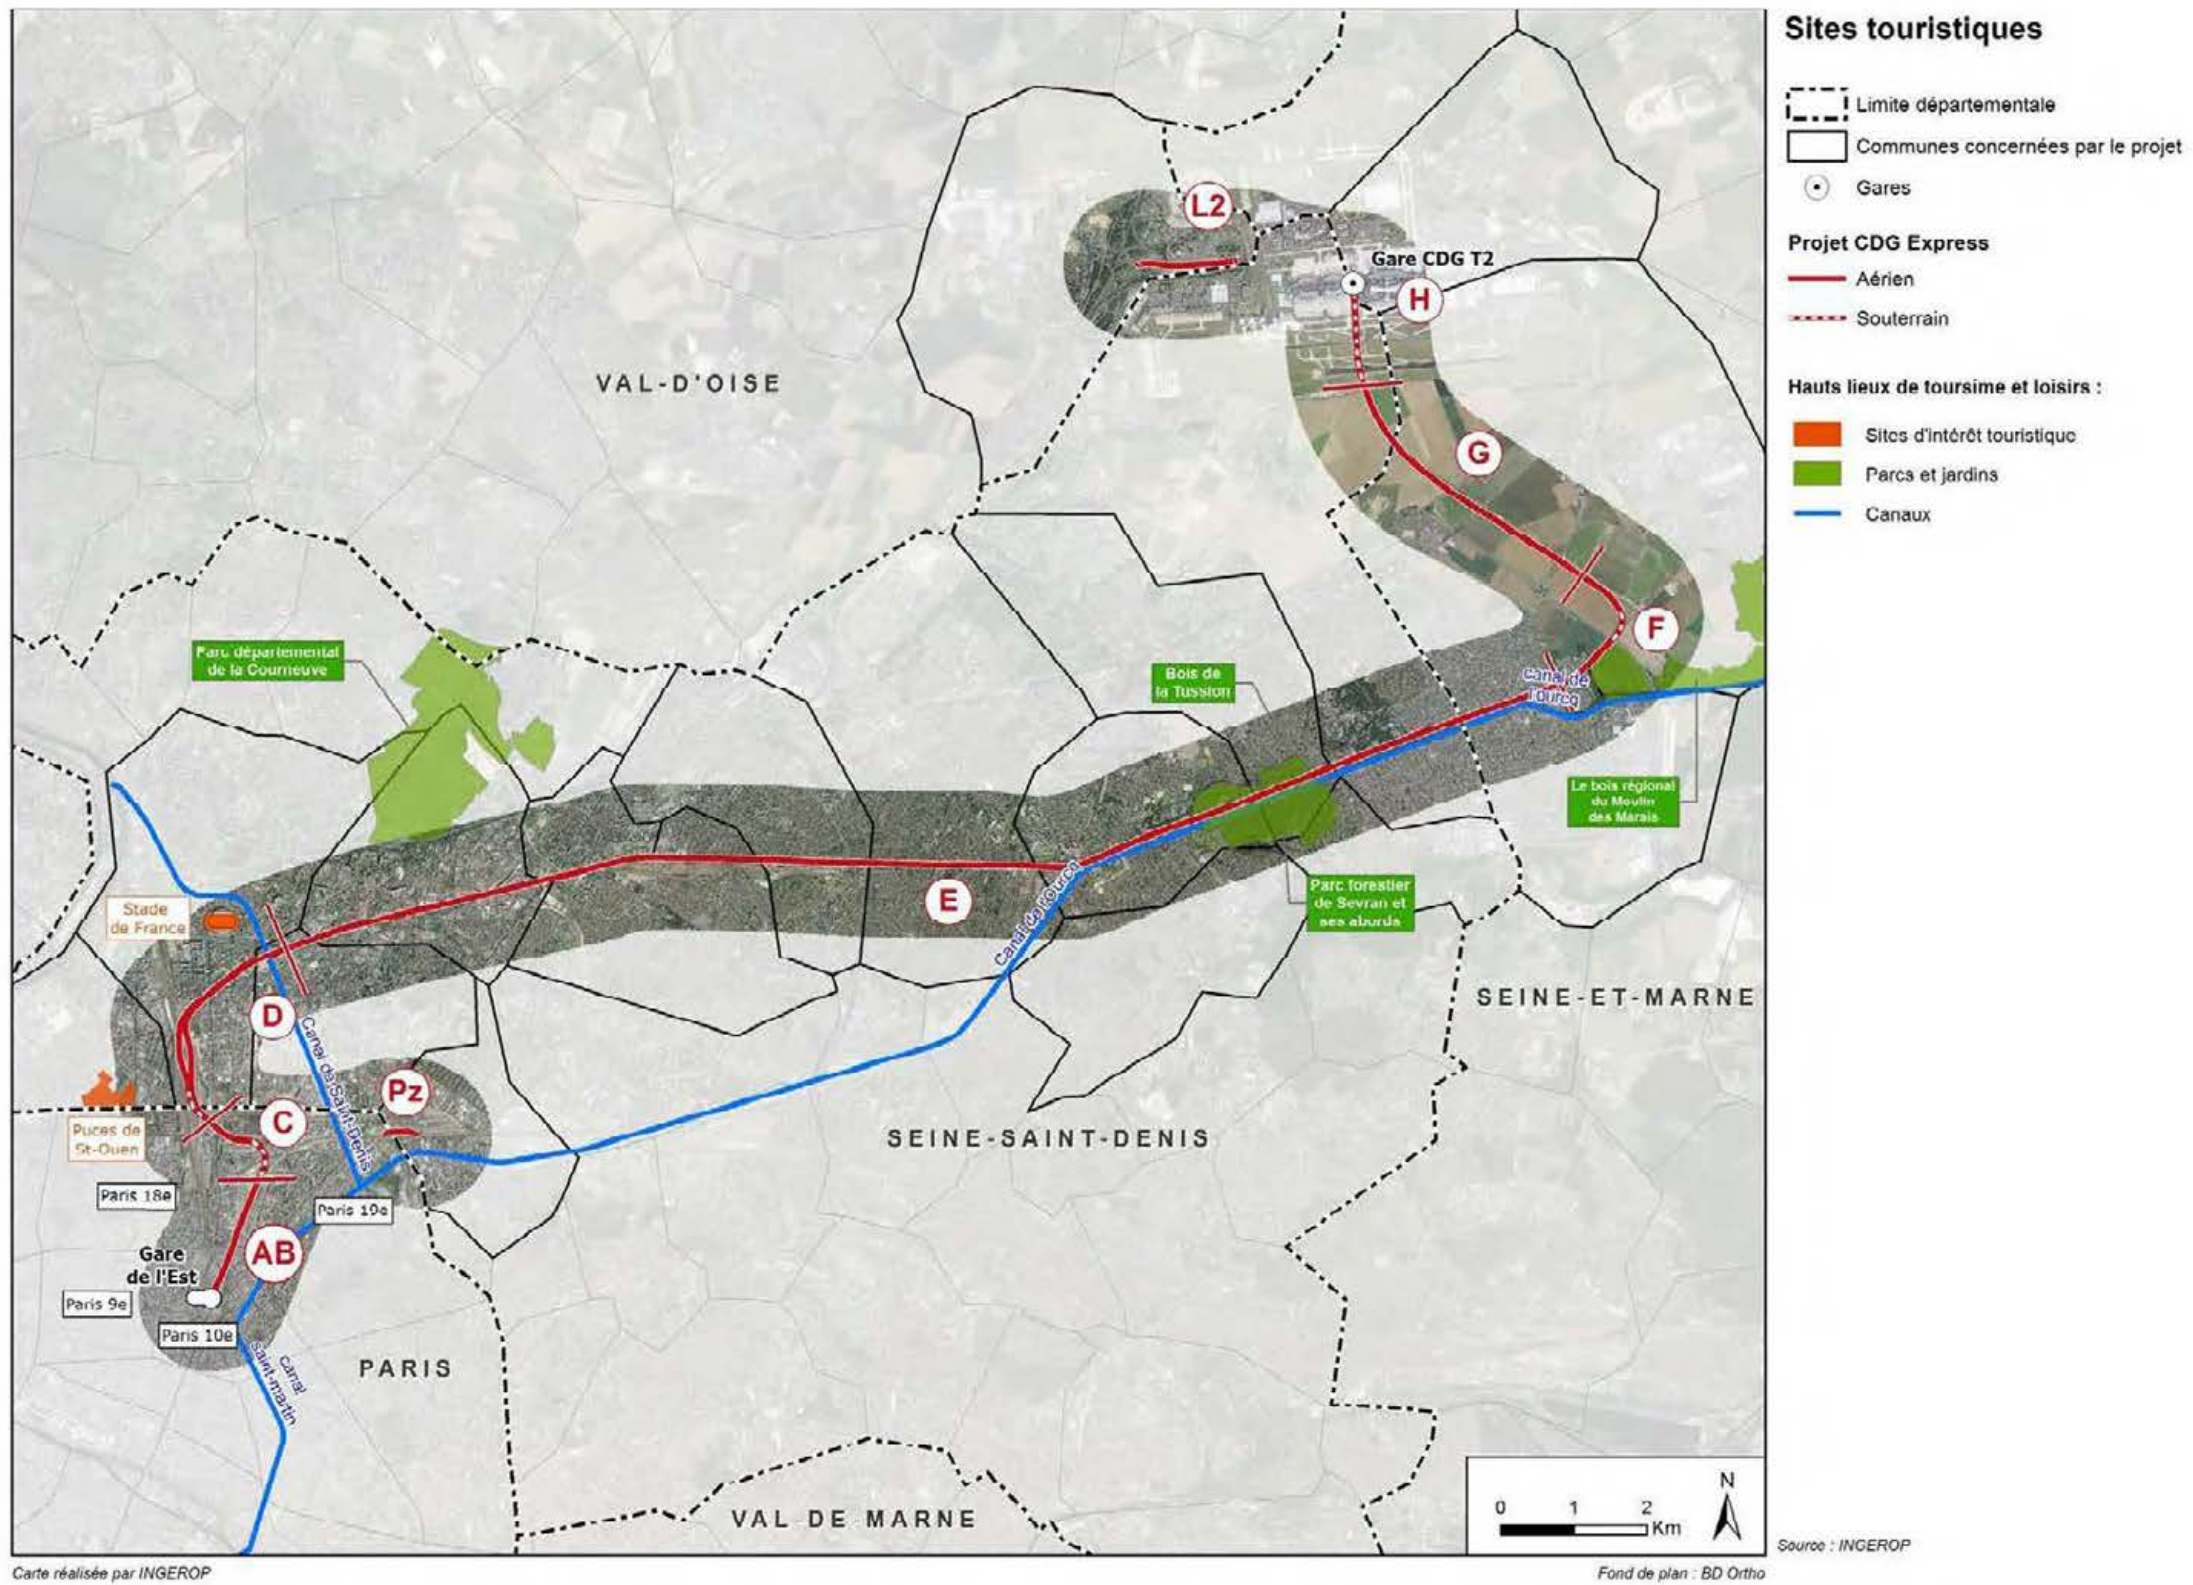 Sites touristiques
Limite départementale
Communes concernées par le projet
Gares
Projet CDG Express
Aérien
Souterrain
Hauts lieux de toursime et loisirs :
Sites d'intérêt touristique
Parcs et jardins
Canaux
L2
Gare CDG T2
H
VAL-D'OISE
G
F
Parc départemental
de la Courneuve
Bois de
la Tussion
canal de
l'ourcq
Le bois régional
du Moulin
des Marais
Stade
de France
E
Canal de l'Ourcq
Parc forestier
de Sevran et
ses abords
SEINE-ET-MARNE
D
Canal de Saint-Denis
Pz
C
Puces de
St-Ouen
SEINE-SAINT-DENIS
Paris 18e
Paris 19e
AB
Gare
de l'Est
Paris 9e
Paris 10e
canal
saint-martin
PARIS
VAL DE MARNE
N
0 1 2
Km
Source : INGEROP
Carte réalisée par INGEROP
Fond de plan : BD Ortho